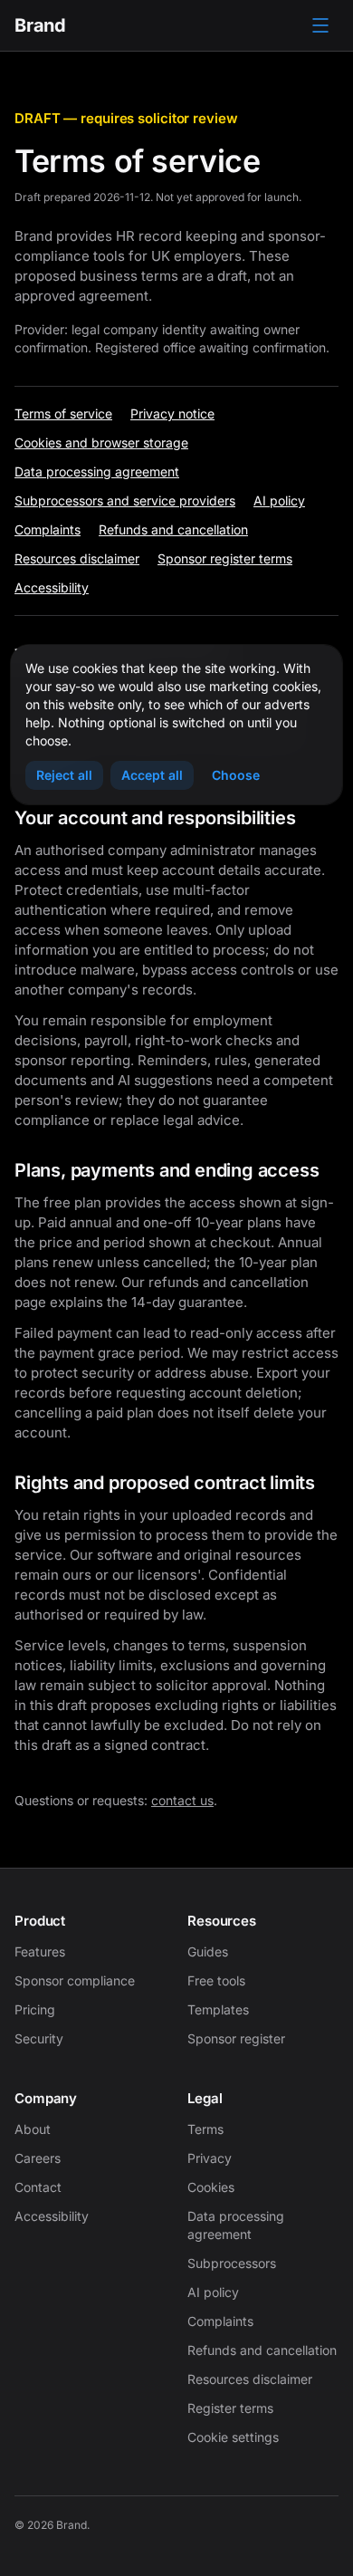 Brand
DRAFT — requires solicitor review
Terms of service
Draft prepared 2026-11-12. Not yet approved for launch.
Brand provides HR record keeping and sponsor-
compliance tools for UK employers. These
proposed business terms are a draft, not an
approved agreement.
Provider: legal company identity awaiting owner
confirmation. Registered office awaiting confirmation.
Terms of service Privacy notice
Cookies and browser storage
Data processing agreement
Subprocessors and service providers AI policy
Complaints Refunds and cancellation
Resources disclaimer Sponsor register terms
Accessibility
We use cookies that keep the site working. With
your say-so we would also use marketing cookies,
on this website only, to see which of our adverts
help. Nothing optional is switched on until you
choose.
Reject all Accept all Choose
Your account and responsibilities
An authorised company administrator manages
access and must keep account details accurate.
Protect credentials, use multi-factor
authentication where required, and remove
access when someone leaves. Only upload
information you are entitled to process; do not
introduce malware, bypass access controls or use
another company's records.
You remain responsible for employment
decisions, payroll, right-to-work checks and
sponsor reporting. Reminders, rules, generated
documents and AI suggestions need a competent
person's review; they do not guarantee
compliance or replace legal advice.
Plans, payments and ending access
The free plan provides the access shown at sign-
up. Paid annual and one-off 10-year plans have
the price and period shown at checkout. Annual
plans renew unless cancelled; the 10-year plan
does not renew. Our refunds and cancellation
page explains the 14-day guarantee.
Failed payment can lead to read-only access after
the payment grace period. We may restrict access
to protect security or address abuse. Export your
records before requesting account deletion;
cancelling a paid plan does not itself delete your
account.
Rights and proposed contract limits
You retain rights in your uploaded records and
give us permission to process them to provide the
service. Our software and original resources
remain ours or our licensors'. Confidential
records must not be disclosed except as
authorised or required by law.
Service levels, changes to terms, suspension
notices, liability limits, exclusions and governing
law remain subject to solicitor approval. Nothing
in this draft proposes excluding rights or liabilities
that cannot lawfully be excluded. Do not rely on
this draft as a signed contract.
Questions or requests: contact us.
Product
Features
Sponsor compliance
Pricing
Security
Resources
Guides
Free tools
Templates
Sponsor register
Company
About
Careers
Contact
Accessibility
Legal
Terms
Privacy
Cookies
Data processing
agreement
Subprocessors
AI policy
Complaints
Refunds and cancellation
Resources disclaimer
Register terms
Cookie settings
© 2026 Brand.